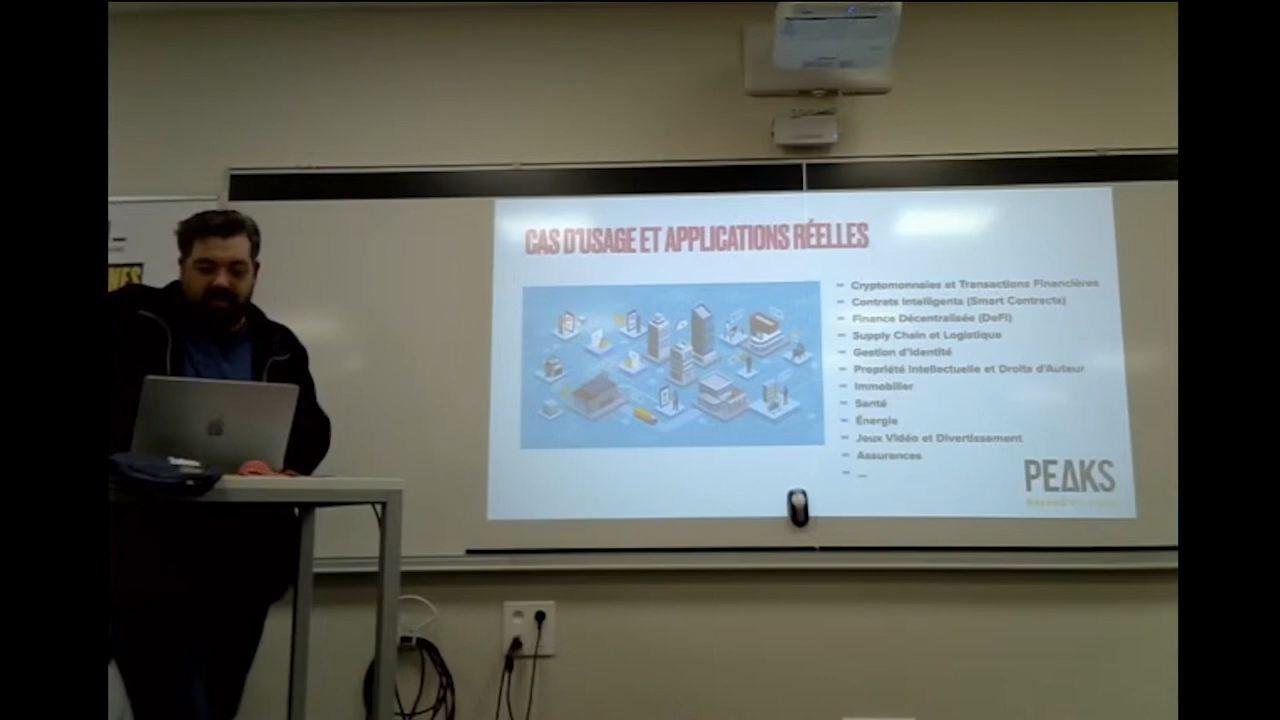 CAS D'USAGE ET APPLICATIONS RÉELLES
– Cryptomonnaies et Transactions Financières
– Contrats Intelligents (Smart Contracts)
– Finance Décentralisée (DeFi)
– Supply Chain et Logistique
– Gestion d'Identité
– Propriété Intellectuelle et Droits d'Auteur
– Immobilier
– Santé
– Énergie
– Jeux Vidéo et Divertissement
– Assurances
– ...
PEAKS